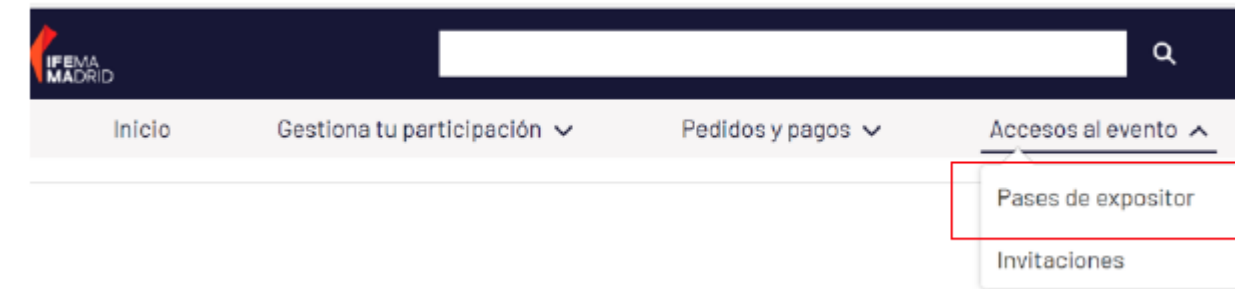 IFEMA
MADRID
Inicio Gestiona tu participación Pedidos y pagos Accesos al evento
Pases de expositor
Invitaciones